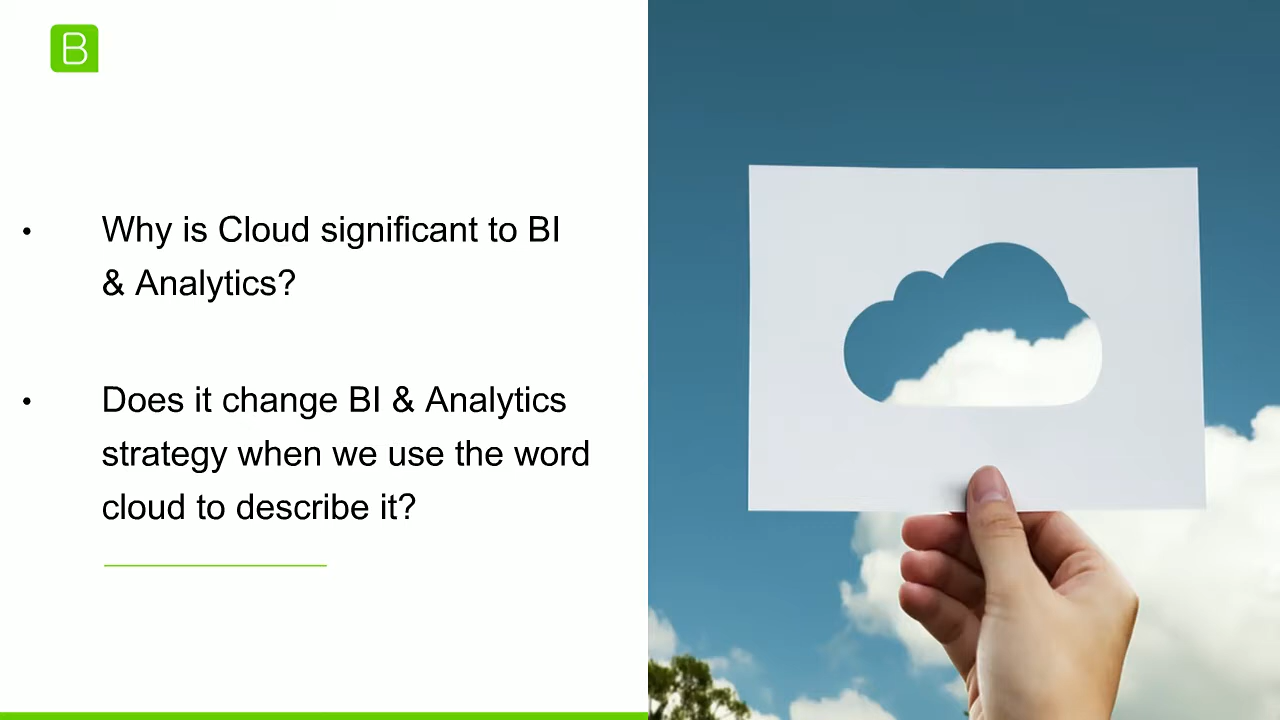 B
• Why is Cloud significant to BI
& Analytics?
• Does it change BI & Analytics
strategy when we use the word
cloud to describe it?